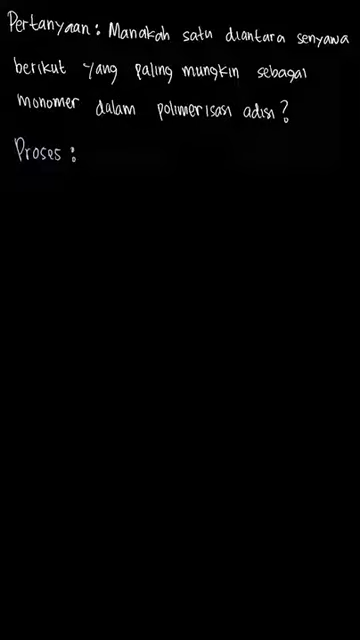 Pertanyaan : Manakah satu diantara senyawa
berikut yang paling mungkin sebagai
monomer dalam polimerisasi adisi ?
Proses :